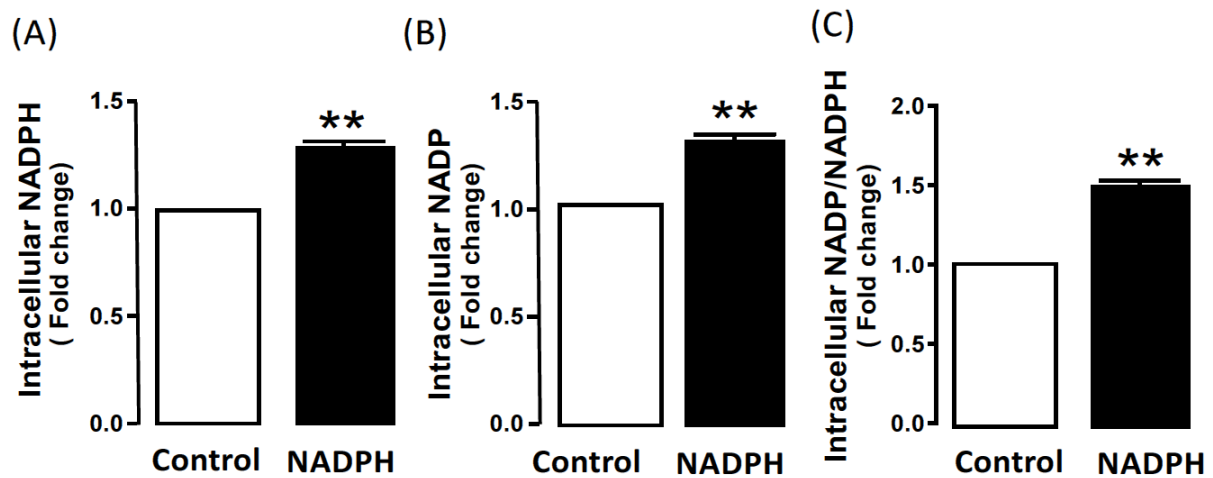 (A)
Intracellular NADPH
( Fold change)
1.5
1.0
0.5
0.0
**
Control
NADPH
(B)
Intracellular NADP
( Fold change)
1.5
1.0
0.5
0.0
**
Control
NADPH
(C)
Intracellular NADP/NADPH
( Fold change)
2.0
1.5
1.0
0.5
0.0
**
Control
NADPH